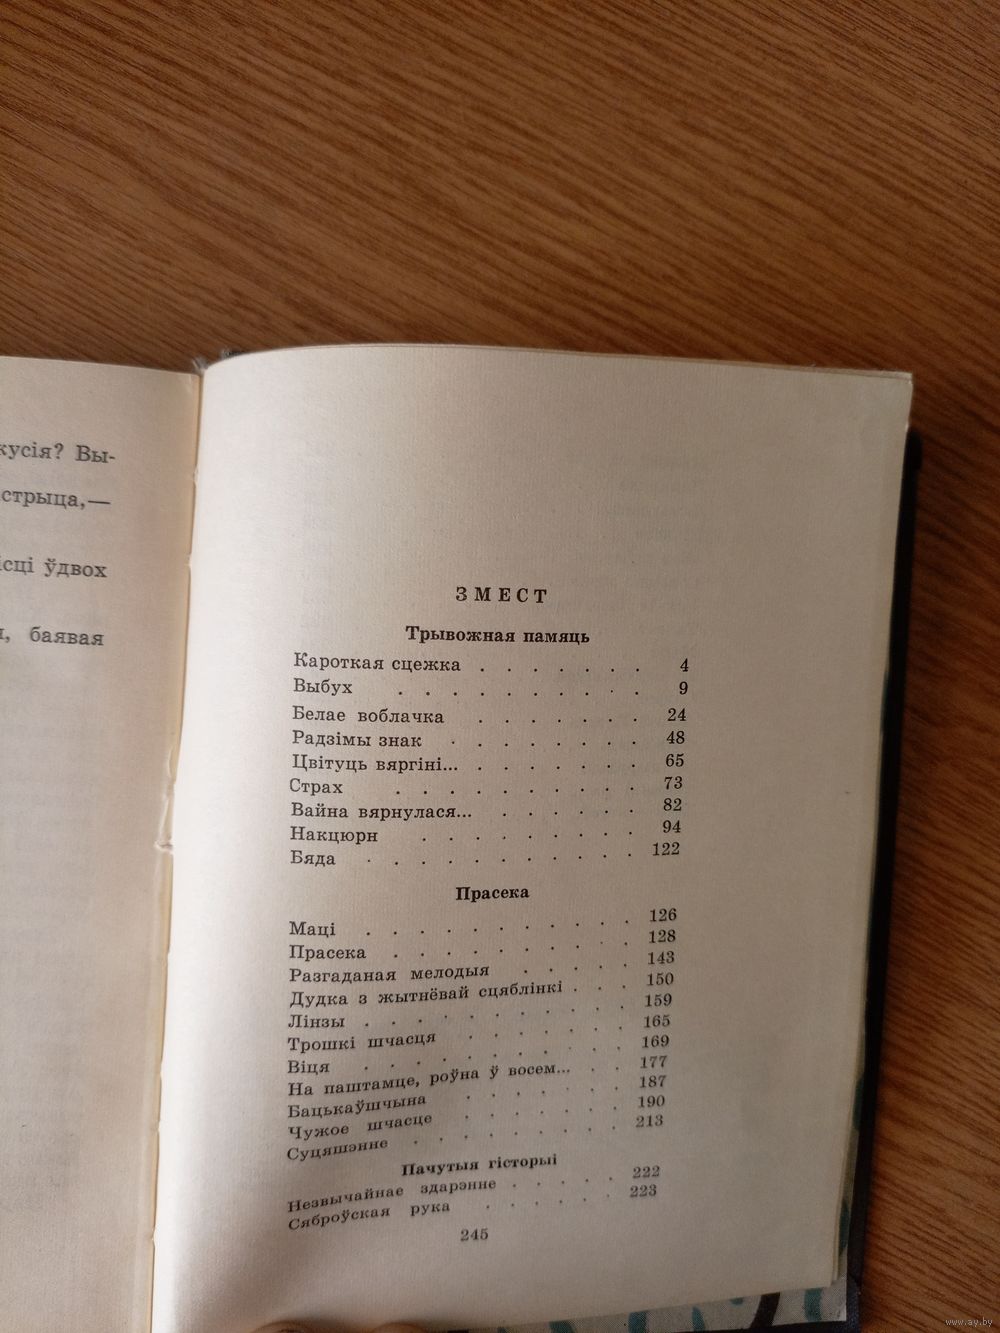 кусія? Вы-
стрыца,—
ісці ўдвох
баявая
ЗМЕСТ
Трывожная памяць
Кароткая сцежка . . . . . . . 4
Выбух . . . . . . . . . . 9
Белае воблачка . . . . . . . 24
Радзімы знак . . . . . . . . 48
Цвітуць вяргіні... . . . . . . . 65
Страх . . . . . . . . . . 73
Вайна вярнулася... . . . . . . 82
Накцюрн . . . . . . . . . 94
Бяда . . . . . . . . . . . 122
Прасека
Маці . . . . . . . . . . . 126
Прасека . . . . . . . . . . 128
Разгаданая мелодыя . . . . . 143
Дудка з жытнёвай сцяблінкі . . . 150
Лінзы . . . . . . . . . . . 159
Трошкі шчасця . . . . . . . 165
Віця . . . . . . . . . . 169
На паштамце, роўна ў восем... . . 177
Бацькаўшчына . . . . . . . 187
Чужое шчасце . . . . . . . 190
Суцяшэнне . . . . . . . . . 213
Пачутыя гісторыі
Незвычайнае здарэнне . . . . . 222
Сяброўская рука . . . . . . 223
245
www.ay.by